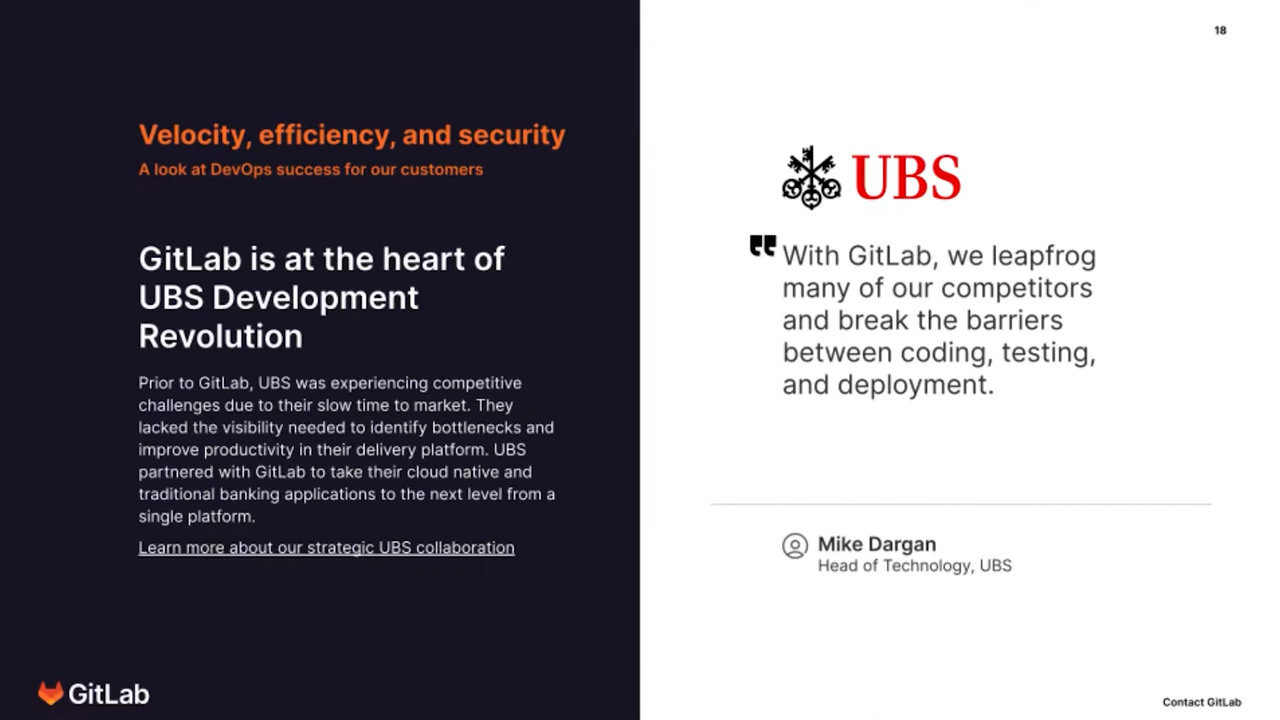 18
Velocity, efficiency, and security
A look at DevOps success for our customers
GitLab is at the heart of
UBS Development
Revolution
Prior to GitLab, UBS was experiencing competitive
challenges due to their slow time to market. They
lacked the visibility needed to identify bottlenecks and
improve productivity in their delivery platform. UBS
partnered with GitLab to take their cloud native and
traditional banking applications to the next level from a
single platform.
Learn more about our strategic UBS collaboration
GitLab
UBS
❞ With GitLab, we leapfrog
many of our competitors
and break the barriers
between coding, testing,
and deployment.
Mike Dargan
Head of Technology, UBS
Contact GitLab